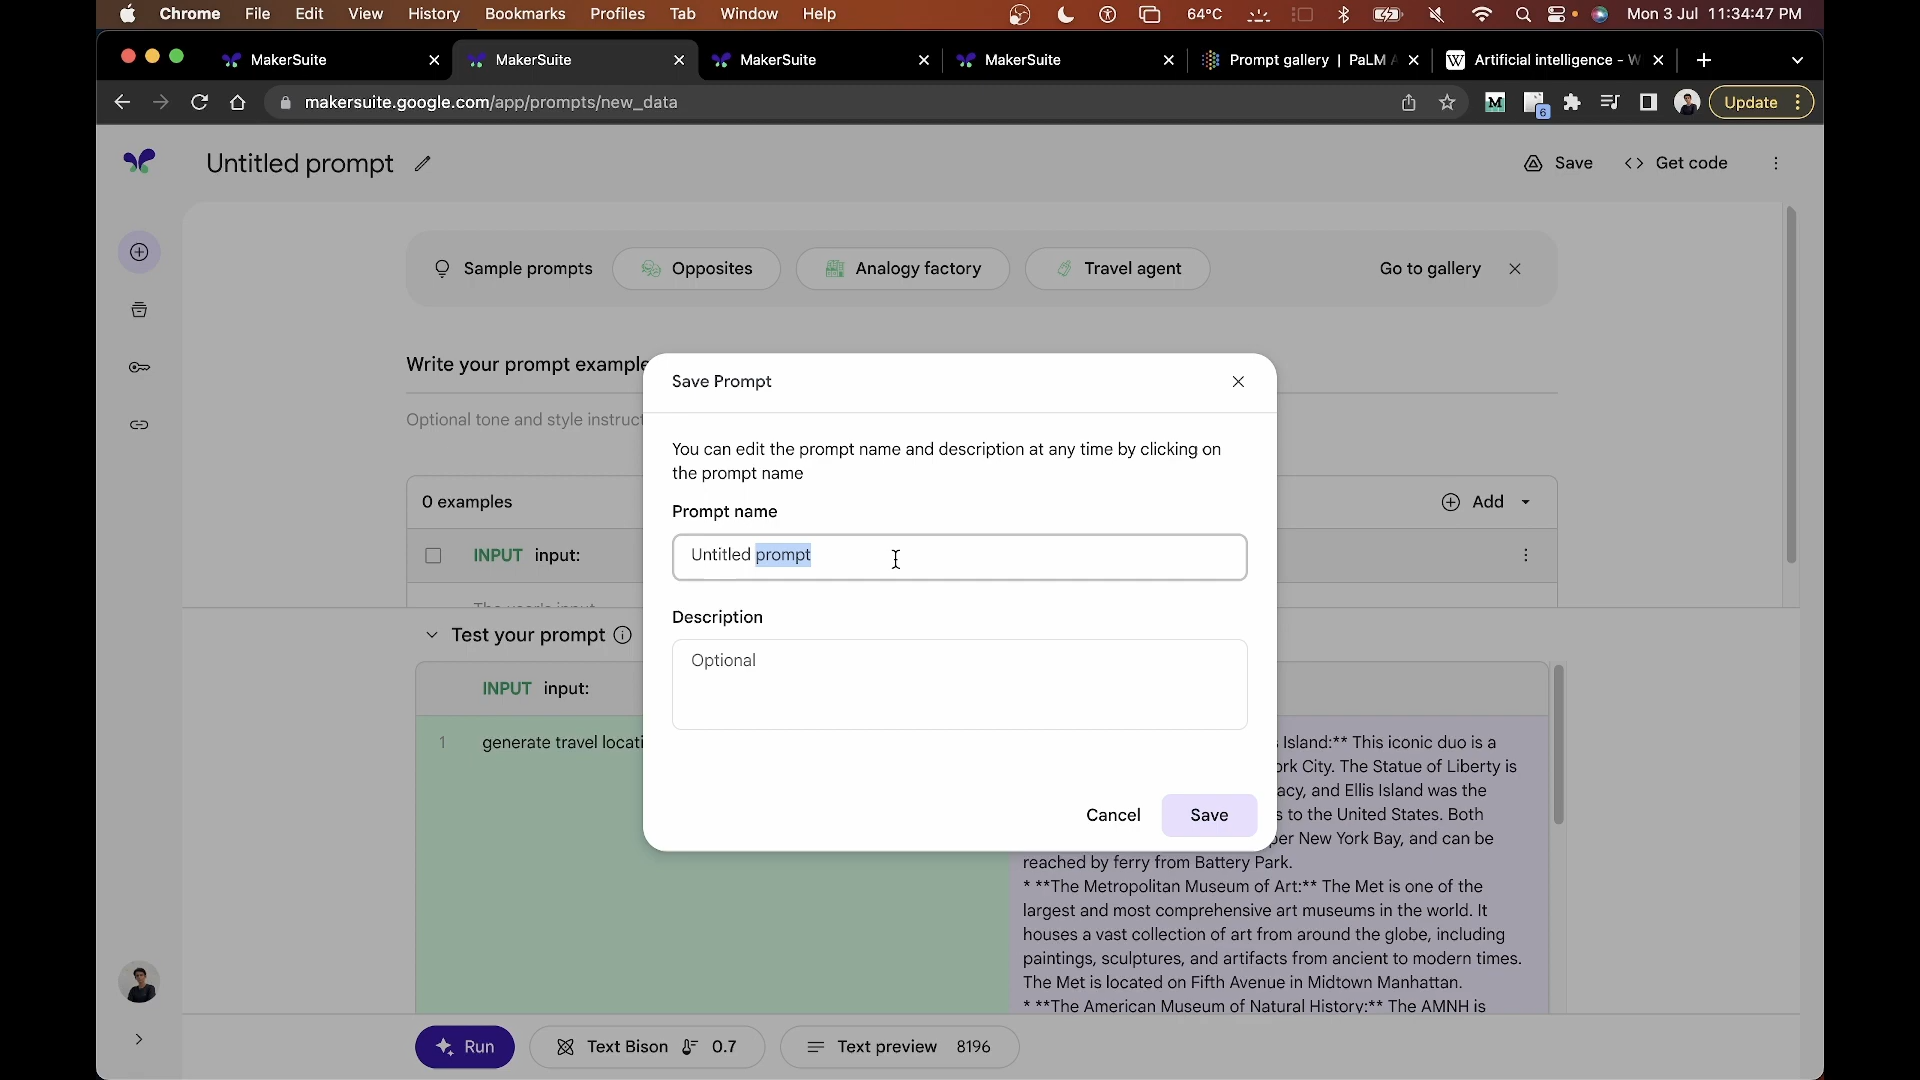 Chrome File Edit View History Bookmarks Profiles Tab Window Help 64°C Mon 3 Jul 11:34:47 PM
MakerSuite MakerSuite MakerSuite MakerSuite Prompt gallery | PaLM A Artificial intelligence - W
makersuite.google.com/app/prompts/new_data M 6 Update
Untitled prompt Save Get code
Sample prompts Opposites Analogy factory Travel agent Go to gallery
Write your prompt example
Optional tone and style instruct
0 examples Add
INPUT input:
The user's input
Test your prompt
INPUT input:
1 generate travel locati
Save Prompt
You can edit the prompt name and description at any time by clicking on
the prompt name
Prompt name
Untitled prompt
Description
Optional
Cancel Save
Island:** This iconic duo is a
ork City. The Statue of Liberty is
acy, and Ellis Island was the
s to the United States. Both
per New York Bay, and can be
reached by ferry from Battery Park.
* **The Metropolitan Museum of Art:** The Met is one of the
largest and most comprehensive art museums in the world. It
houses a vast collection of art from around the globe, including
paintings, sculptures, and artifacts from ancient to modern times.
The Met is located on Fifth Avenue in Midtown Manhattan.
* **The American Museum of Natural History:** The AMNH is
Run Text Bison 0.7 Text preview 8196